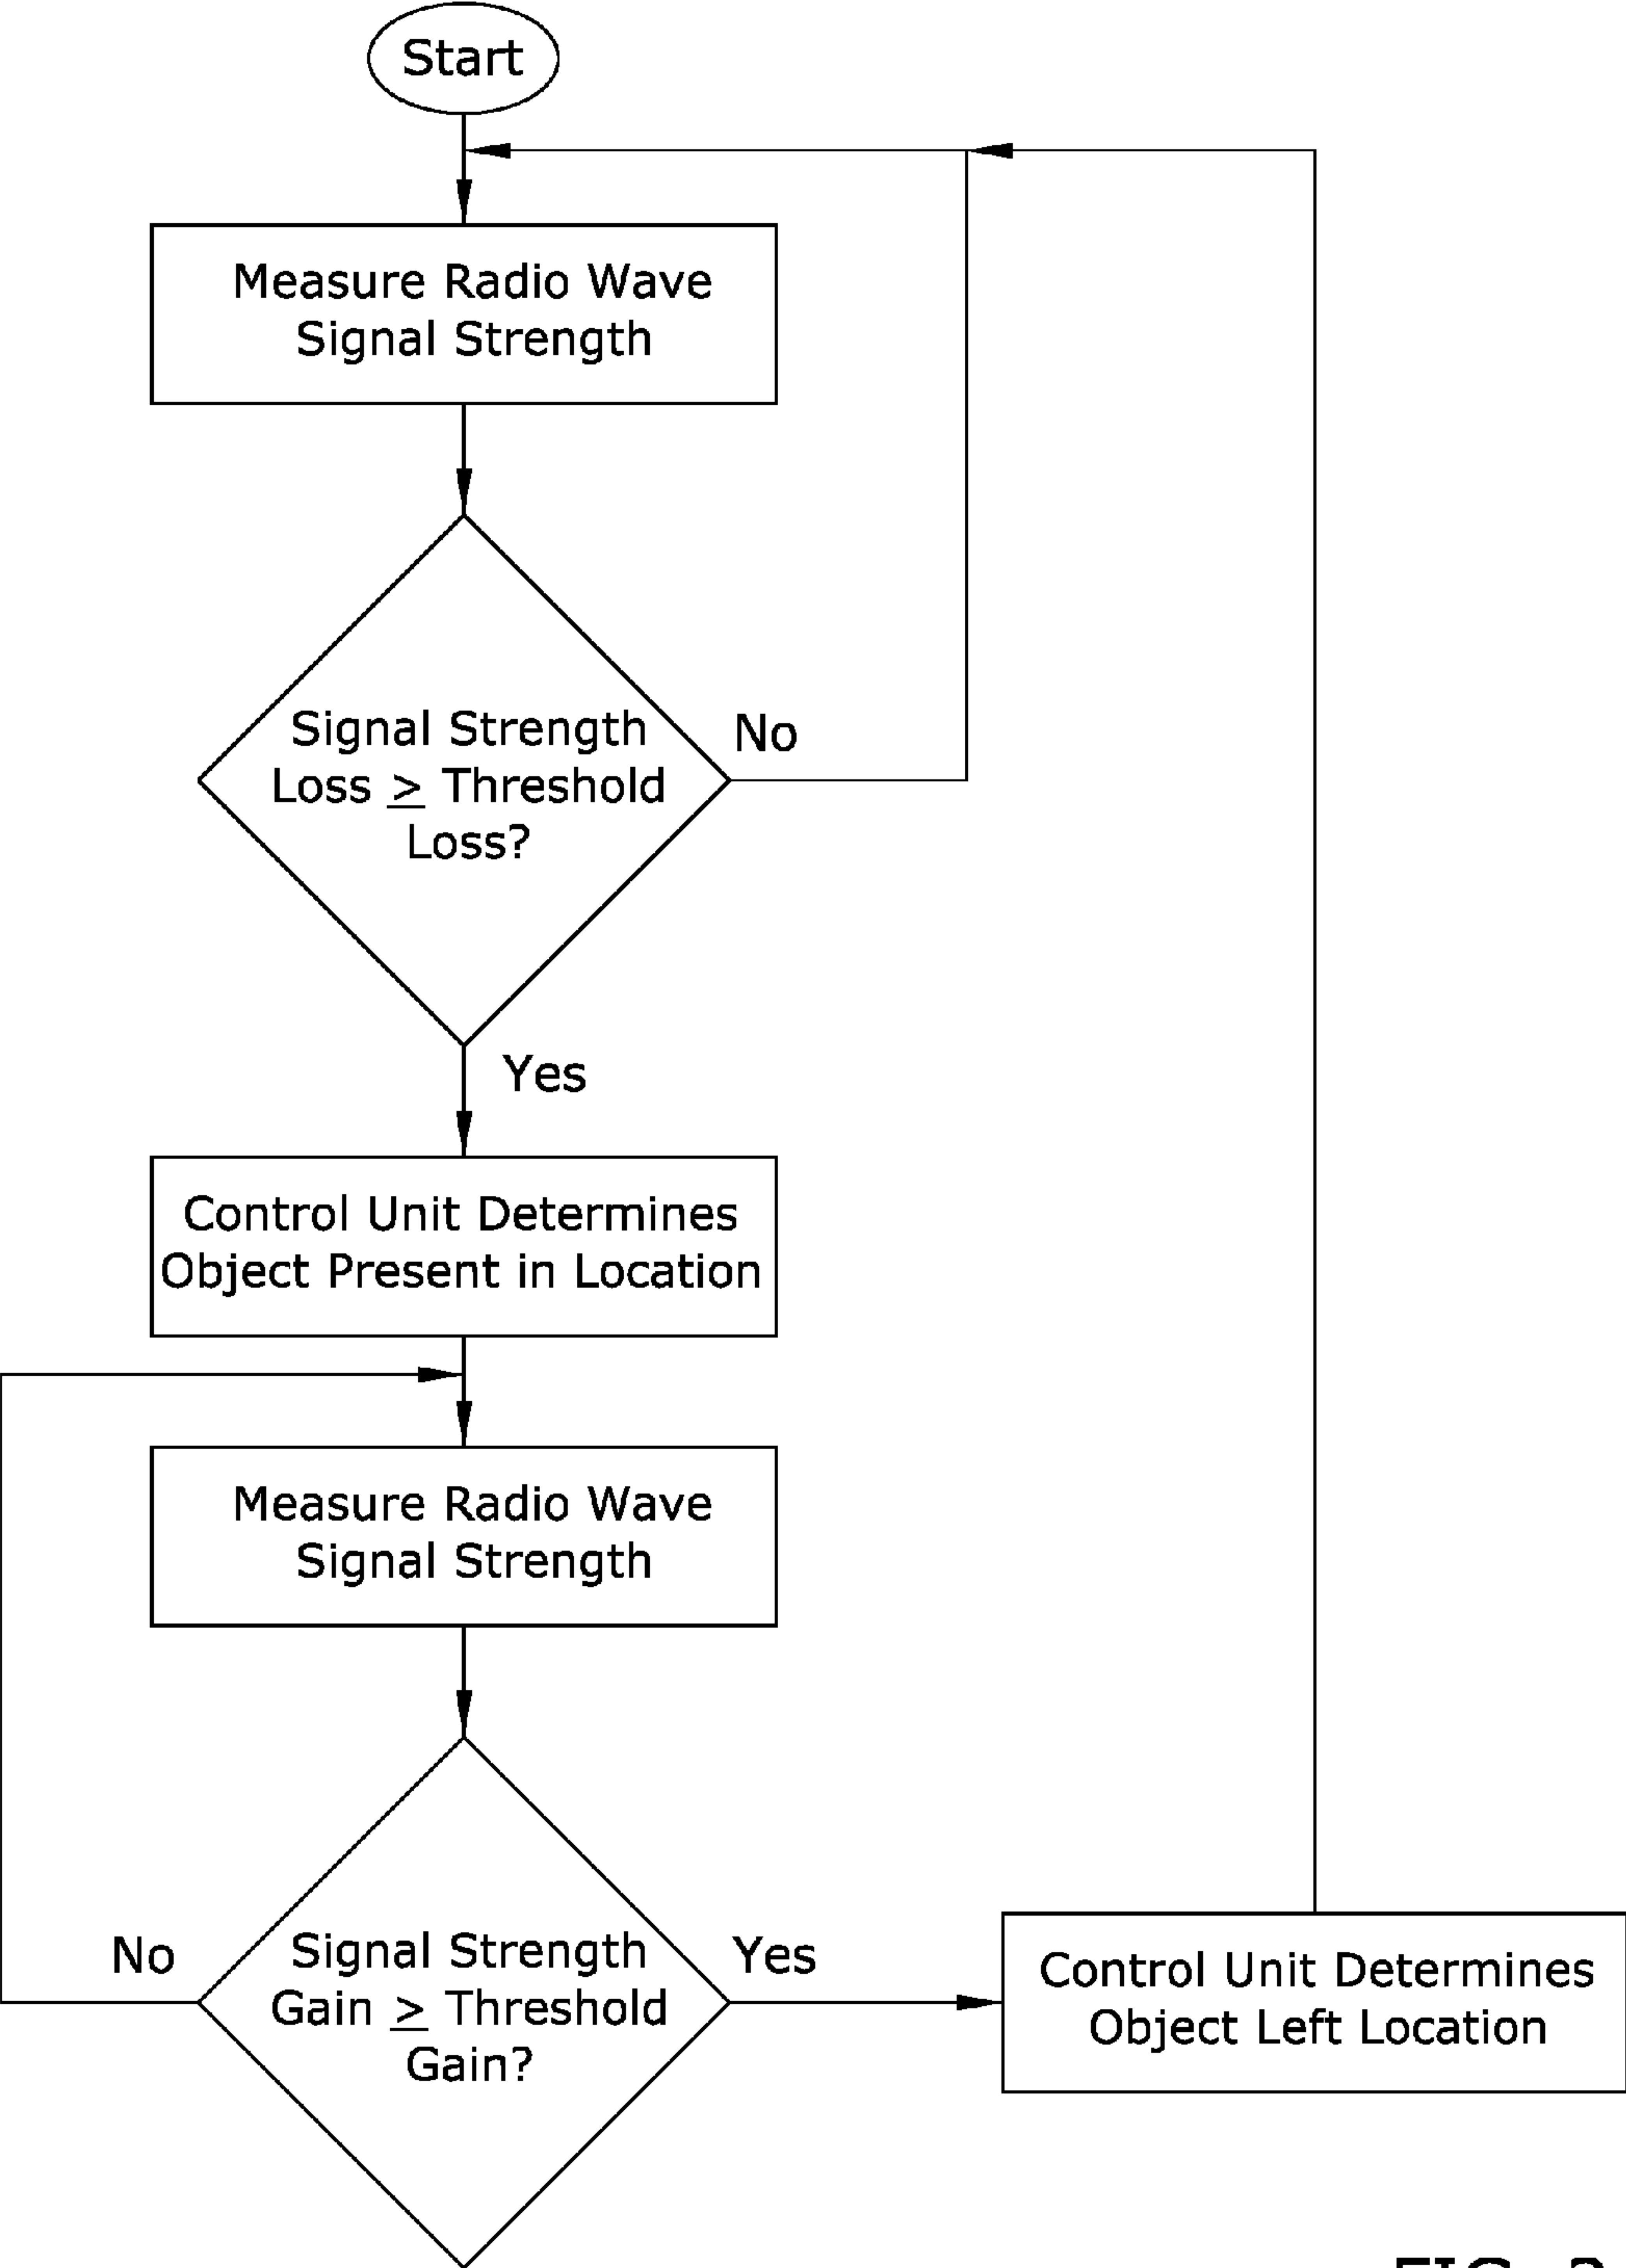 Start
Measure Radio Wave
Signal Strength
Signal Strength
Loss ≥ Threshold
Loss?
No
Yes
Control Unit Determines
Object Present in Location
Measure Radio Wave
Signal Strength
Signal Strength
Gain ≥ Threshold
Gain?
No
Yes
Control Unit Determines
Object Left Location